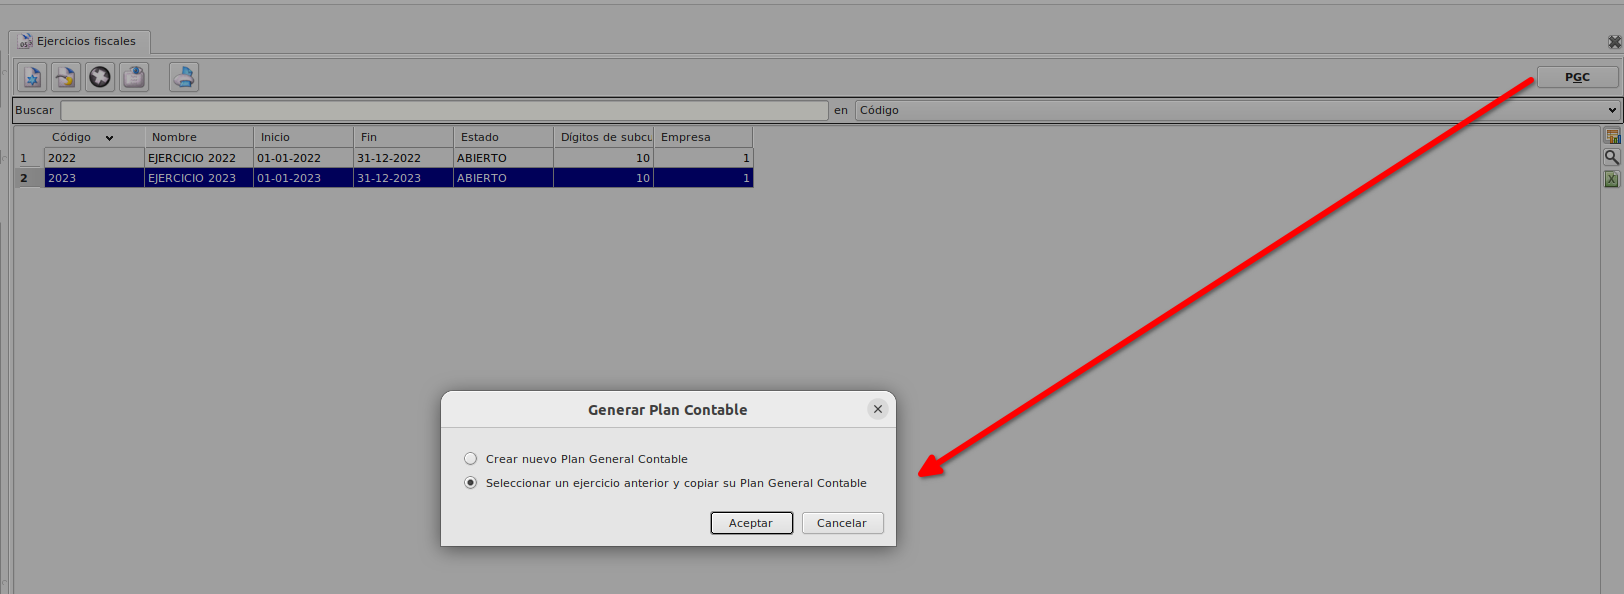 Ejercicios fiscales
PGC
Buscar en Código
Código Nombre Inicio Fin Estado Dígitos de subcu Empresa
1 2022 EJERCICIO 2022 01-01-2022 31-12-2022 ABIERTO 10 1
2 2023 EJERCICIO 2023 01-01-2023 31-12-2023 ABIERTO 10 1
Generar Plan Contable
Crear nuevo Plan General Contable
Seleccionar un ejercicio anterior y copiar su Plan General Contable
Aceptar Cancelar